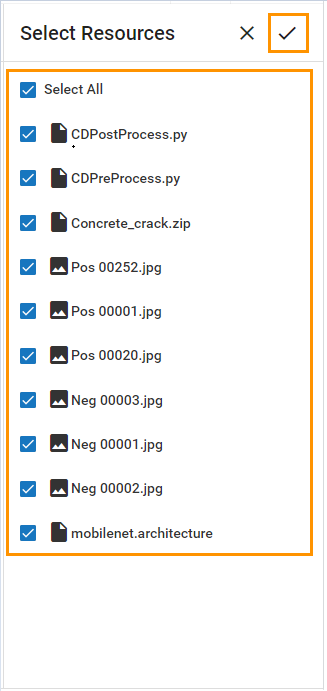 Select Resources
Select All
CDPostProcess.py
CDPreProcess.py
Concrete_crack.zip
Pos 00252.jpg
Pos 00001.jpg
Pos 00020.jpg
Neg 00003.jpg
Neg 00001.jpg
Neg 00002.jpg
mobilenet.architecture